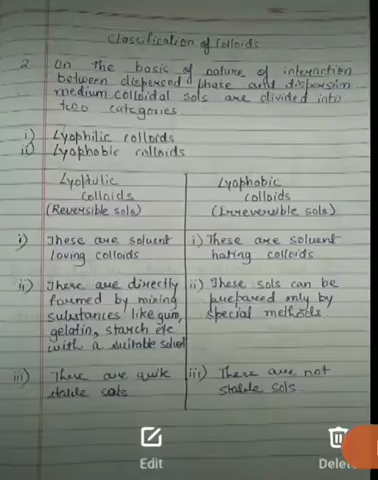 Classification of Colloids
2 On the basis of nature of interaction
between dispersed phase and dispersion
medium colloidal sols are divided into
two categories.
i) Lyophilic colloids
ii) Lyophobic colloids
Lyophilic
colloids
(Reversible sols)
i) These are solvent
loving colloids
ii) There are directly
formed by mixing
substances like gum,
gelatin, starch etc
with a suitable solvent
iii) There are quite
stable sols
Lyophobic
colloids
(Irreversible sols)
i) These are solvent
hating colloids
ii) These sols can be
prepared only by
special methods
iii) There are not
stable sols.
Edit
Delete